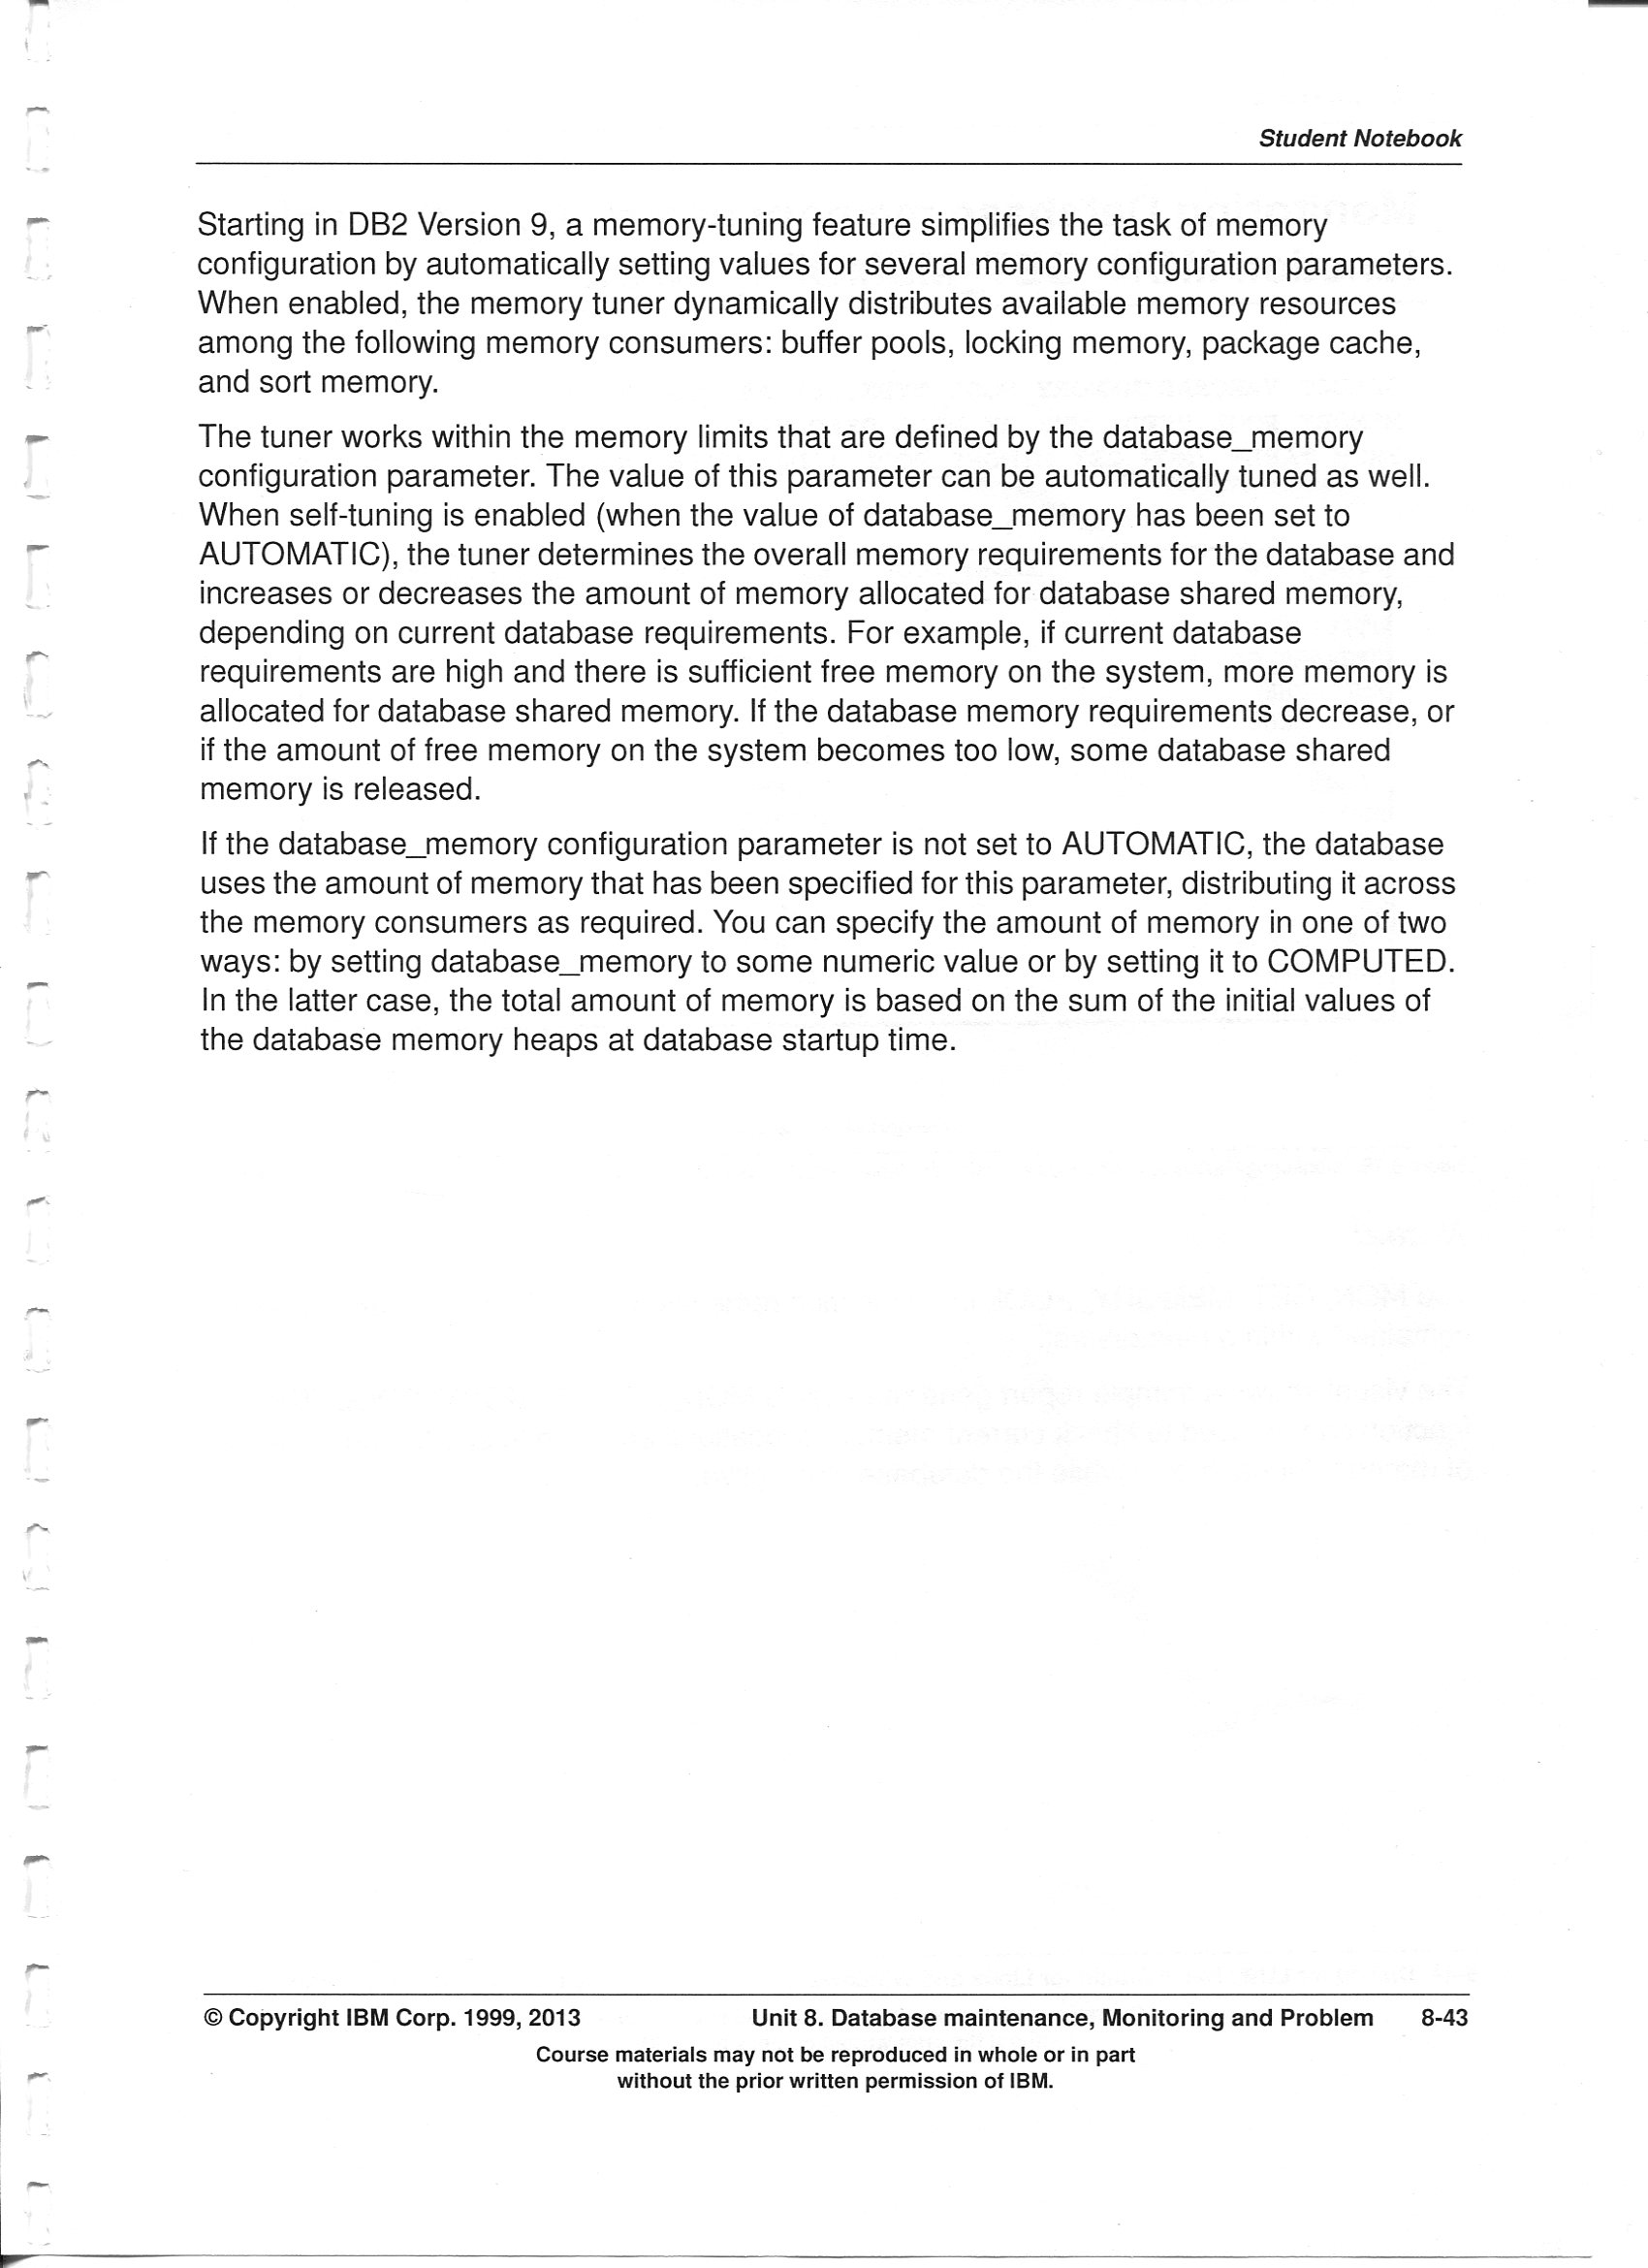 Student Notebook
Starting in DB2 Version 9, a memory-tuning feature simplifies the task of memory
configuration by automatically setting values for several memory configuration parameters.
When enabled, the memory tuner dynamically distributes available memory resources
among the following memory consumers: buffer pools, locking memory, package cache,
and sort memory.
The tuner works within the memory limits that are defined by the database_memory
configuration parameter. The value of this parameter can be automatically tuned as well.
When self-tuning is enabled (when the value of database_memory has been set to
AUTOMATIC), the tuner determines the overall memory requirements for the database and
increases or decreases the amount of memory allocated for database shared memory,
depending on current database requirements. For example, if current database
requirements are high and there is sufficient free memory on the system, more memory is
allocated for database shared memory. If the database memory requirements decrease, or
if the amount of free memory on the system becomes too low, some database shared
memory is released.
If the database_memory configuration parameter is not set to AUTOMATIC, the database
uses the amount of memory that has been specified for this parameter, distributing it across
the memory consumers as required. You can specify the amount of memory in one of two
ways: by setting database_memory to some numeric value or by setting it to COMPUTED.
In the latter case, the total amount of memory is based on the sum of the initial values of
the database memory heaps at database startup time.
© Copyright IBM Corp. 1999, 2013 Unit 8. Database maintenance, Monitoring and Problem 8-43
Course materials may not be reproduced in whole or in part
without the prior written permission of IBM.